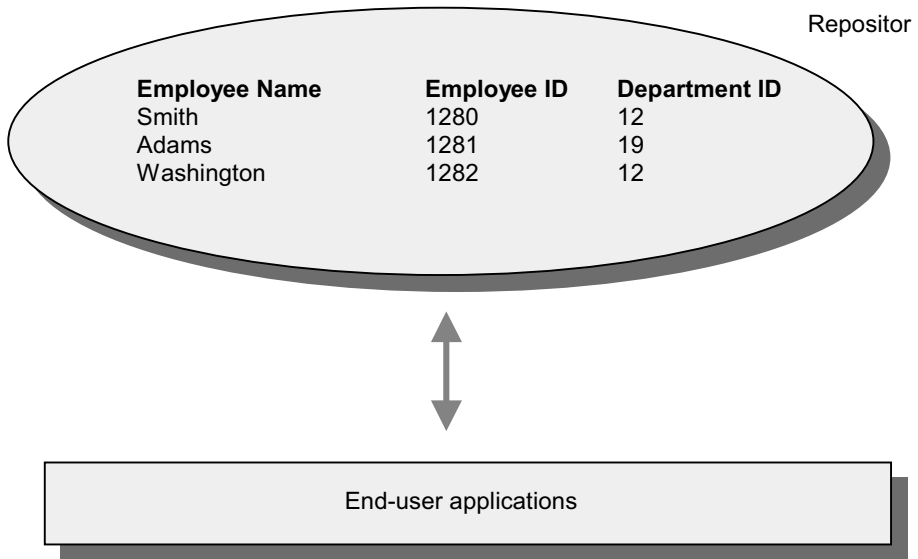 Repositor
Employee Name Employee ID Department ID
Smith 1280 12
Adams 1281 19
Washington 1282 12
End-user applications